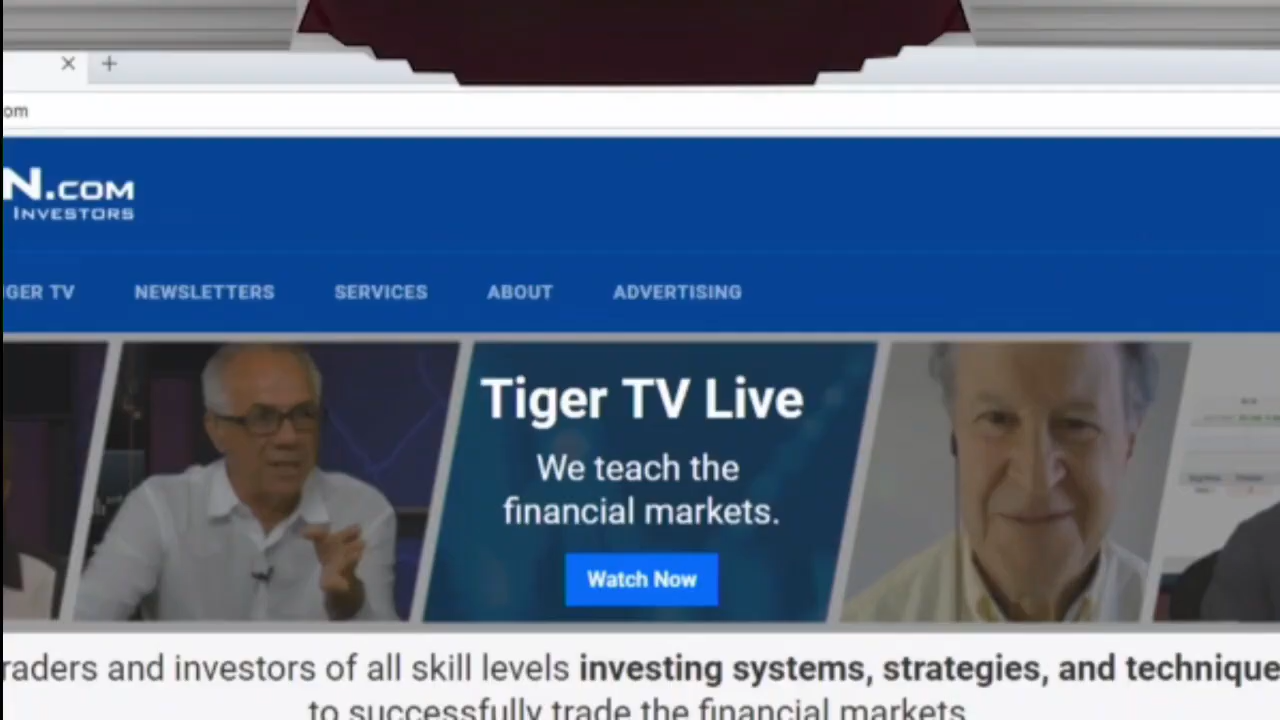 om
N.COM
INVESTORS
IGER TV NEWSLETTERS SERVICES ABOUT ADVERTISING
Tiger TV Live
We teach the
financial markets.
Watch Now
raders and investors of all skill levels investing systems, strategies, and technique
to successfully trade the financial markets